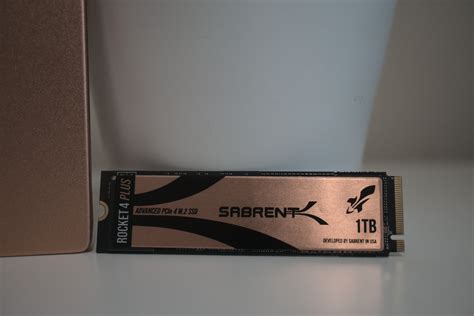 ROCKET 4 PLUS
ADVANCED PCIe 4 M.2 SSD
SABRENT
1TB
DEVELOPED BY SABRENT IN USA